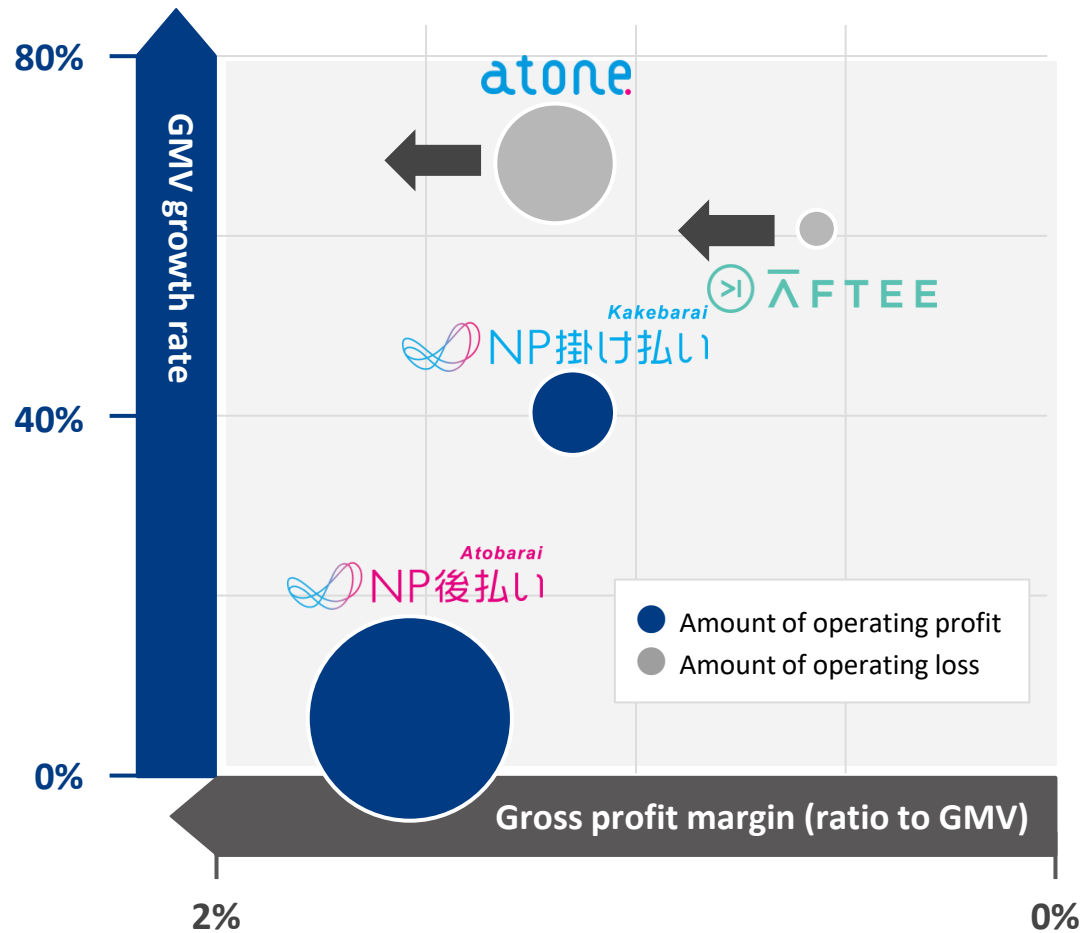 80%
atone
GMV growth rate
AFTEE
Kakebarai
NP掛け払い
40%
Atobarai
NP後払い
Amount of operating profit
Amount of operating loss
0%
Gross profit margin (ratio to GMV)
2%
0%